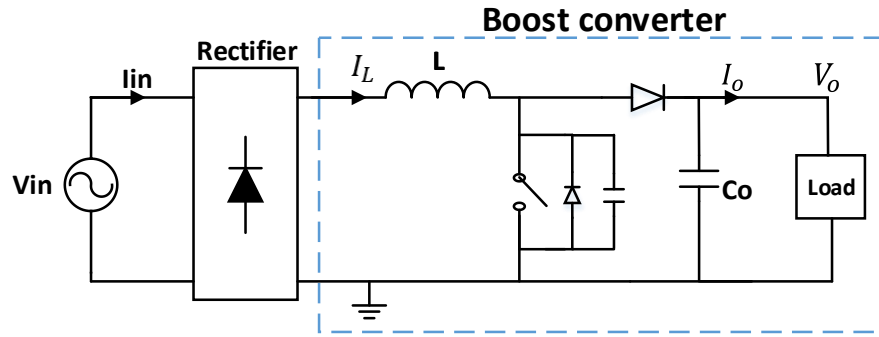 Boost converter
Rectifier
Iin
I_L
L
I_o
V_o
Vin
Co
Load